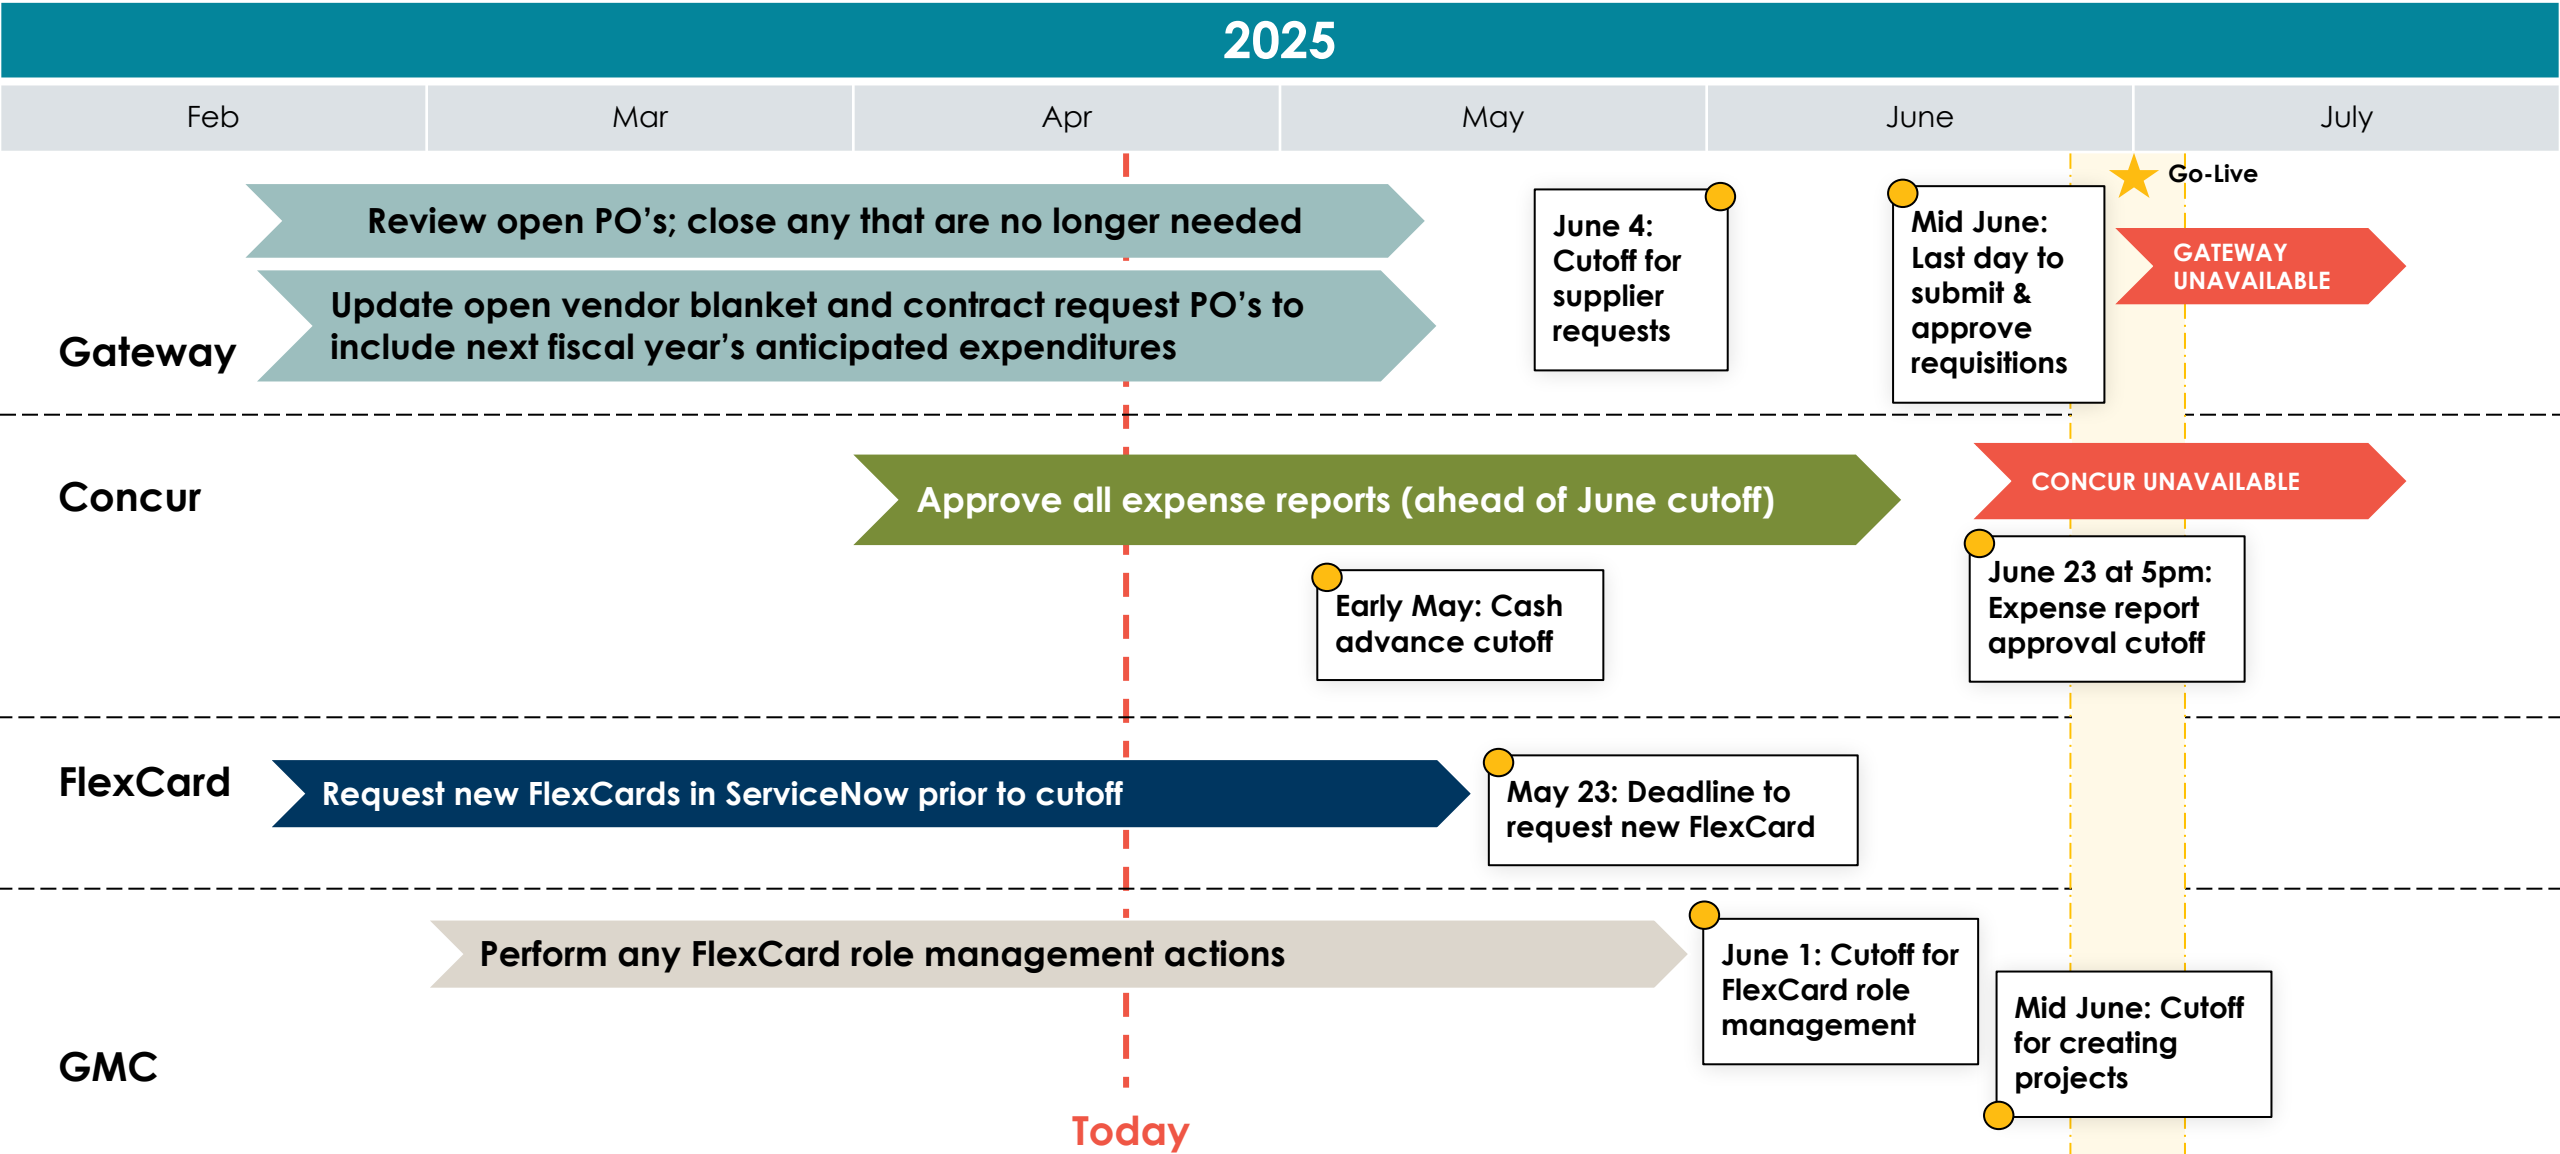 2025
Feb
Mar
Apr
May
June
July
Go-Live
Gateway
Review open PO’s; close any that are no longer needed
Update open vendor blanket and contract request PO’s to
include next fiscal year’s anticipated expenditures
June 4:
Cutoff for
supplier
requests
Mid June:
Last day to
submit &
approve
requisitions
GATEWAY
UNAVAILABLE
Concur
Approve all expense reports (ahead of June cutoff)
CONCUR UNAVAILABLE
Early May: Cash
advance cutoff
June 23 at 5pm:
Expense report
approval cutoff
FlexCard
Request new FlexCards in ServiceNow prior to cutoff
May 23: Deadline to
request new FlexCard
GMC
Perform any FlexCard role management actions
June 1: Cutoff for
FlexCard role
management
Mid June: Cutoff
for creating
projects
Today